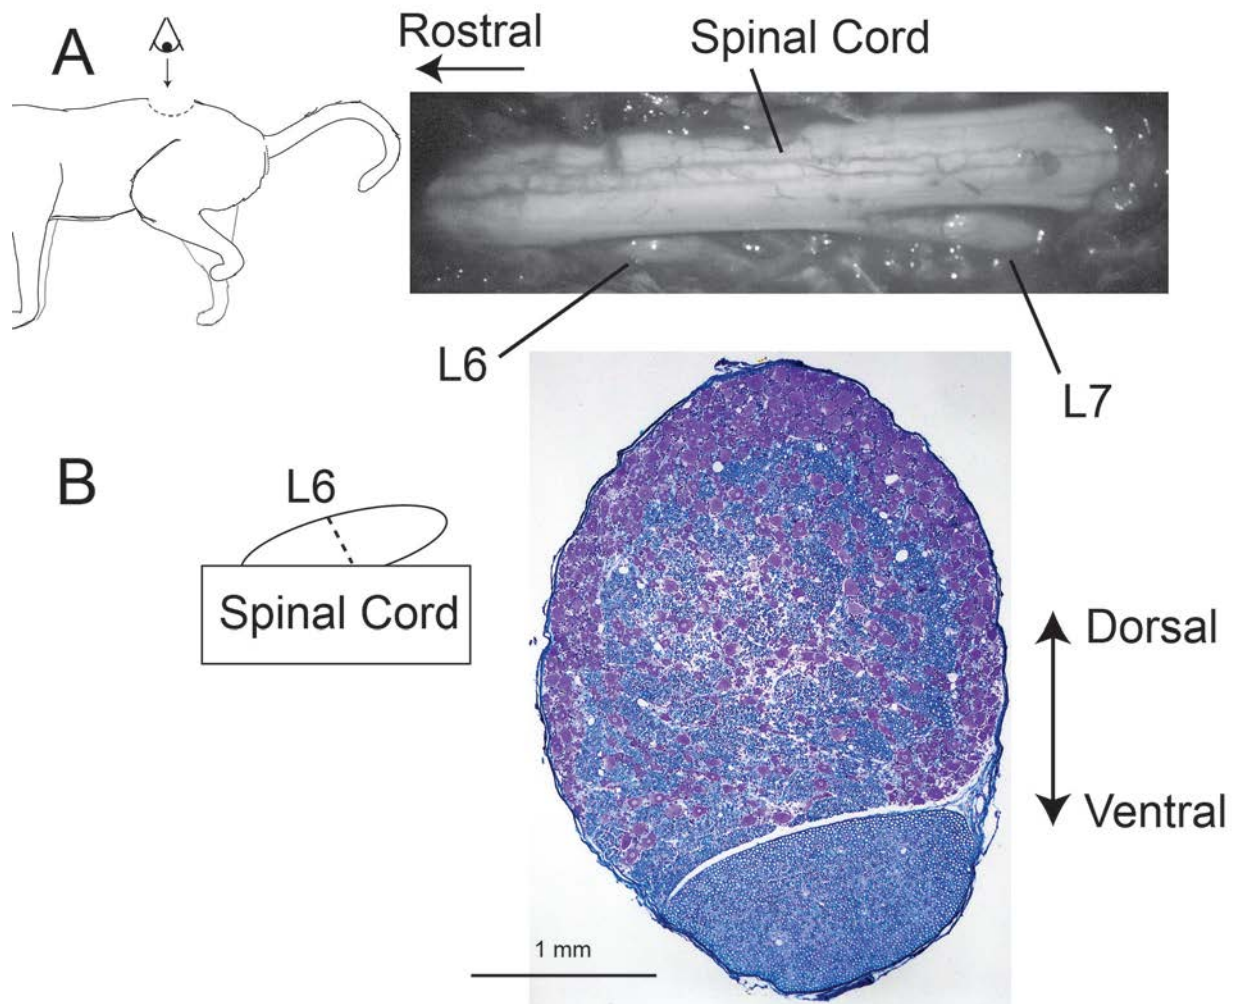 A
Rostral
Spinal Cord
L6
L7
B
L6
Spinal Cord
Dorsal
Ventral
1 mm